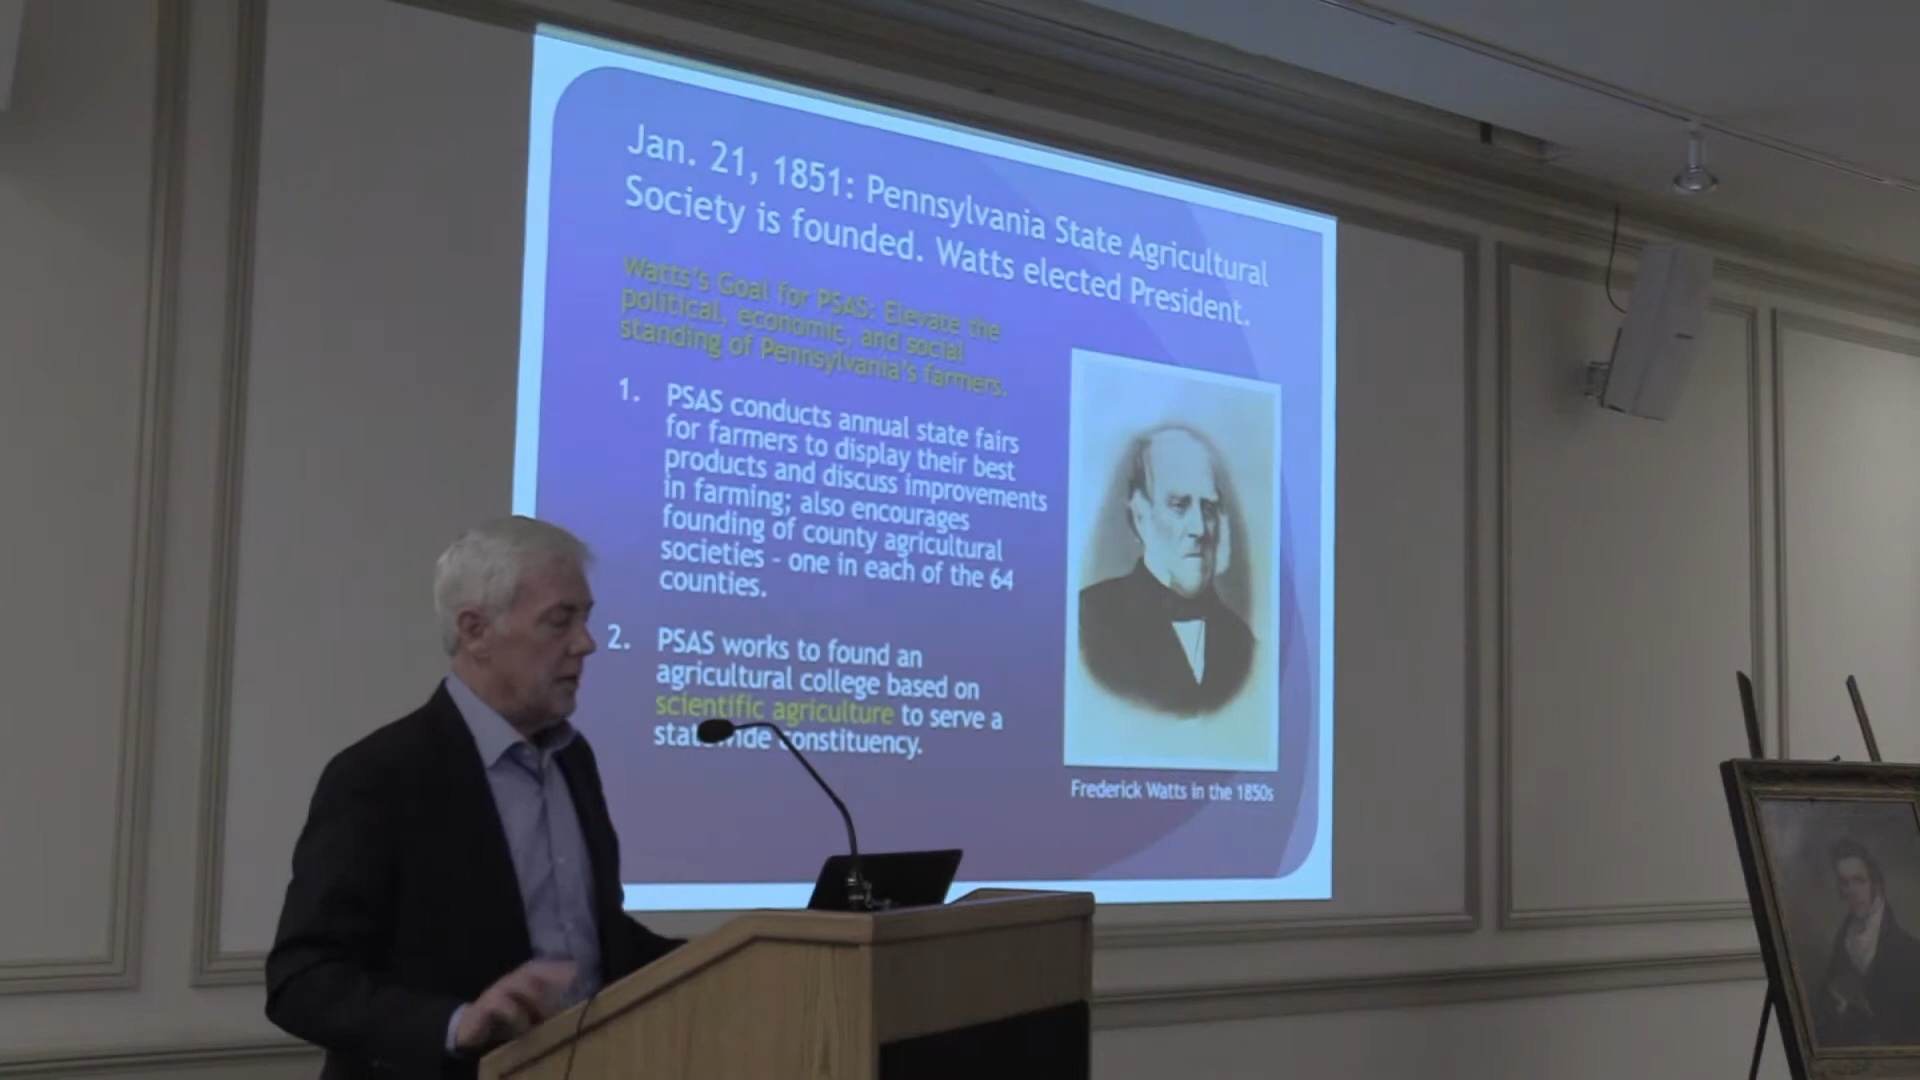 Jan. 21, 1851: Pennsylvania State Agricultural
Society is founded. Watts elected President.
Watts's Goal for PSAS: Elevate the
political, economic, and social
standing of Pennsylvania's farmers.
1. PSAS conducts annual state fairs
for farmers to display their best
products and discuss improvements
in farming; also encourages
founding of county agricultural
societies - one in each of the 64
counties.
2. PSAS works to found an
agricultural college based on
scientific agriculture to serve a
statewide constituency.
Frederick Watts in the 1850s